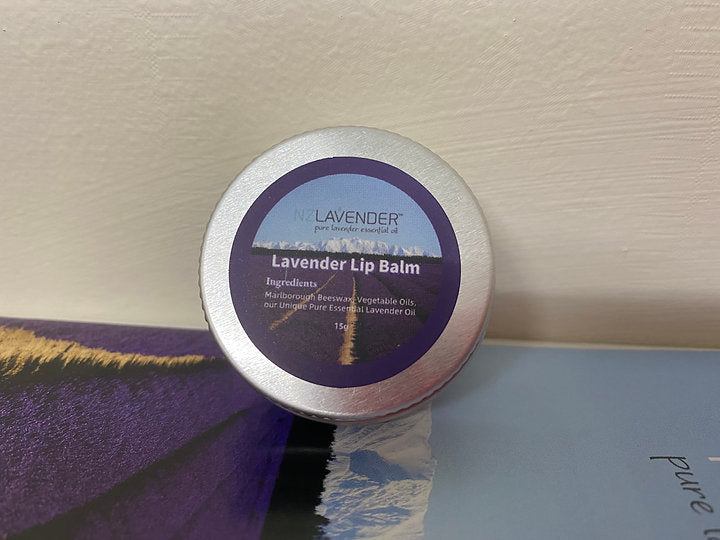 NZLAVENDER™
pure lavender essential oil
Lavender Lip Balm
Ingredients
Marlborough Beeswax, Vegetable Oils,
our Unique Pure Essential Lavender Oil
15g
pure